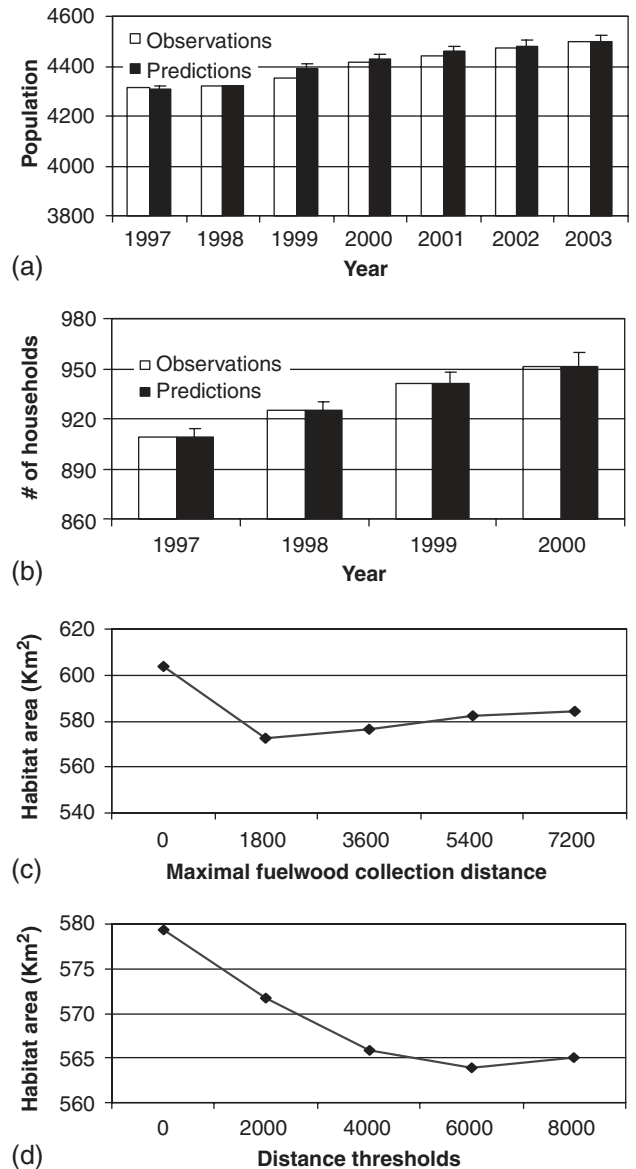 4600
4400
4200
4000
3800
Population
Observations
Predictions
1997 1998 1999 2000 2001 2002 2003
Year
(a)
980
950
920
890
860
# of households
Observations
Predictions
1997 1998 1999 2000
Year
(b)
620
600
580
560
540
Habitat area (Km²)
0 1800 3600 5400 7200
Maximal fuelwood collection distance
(c)
580
575
570
565
560
Habitat area (Km²)
0 2000 4000 6000 8000
Distance thresholds
(d)